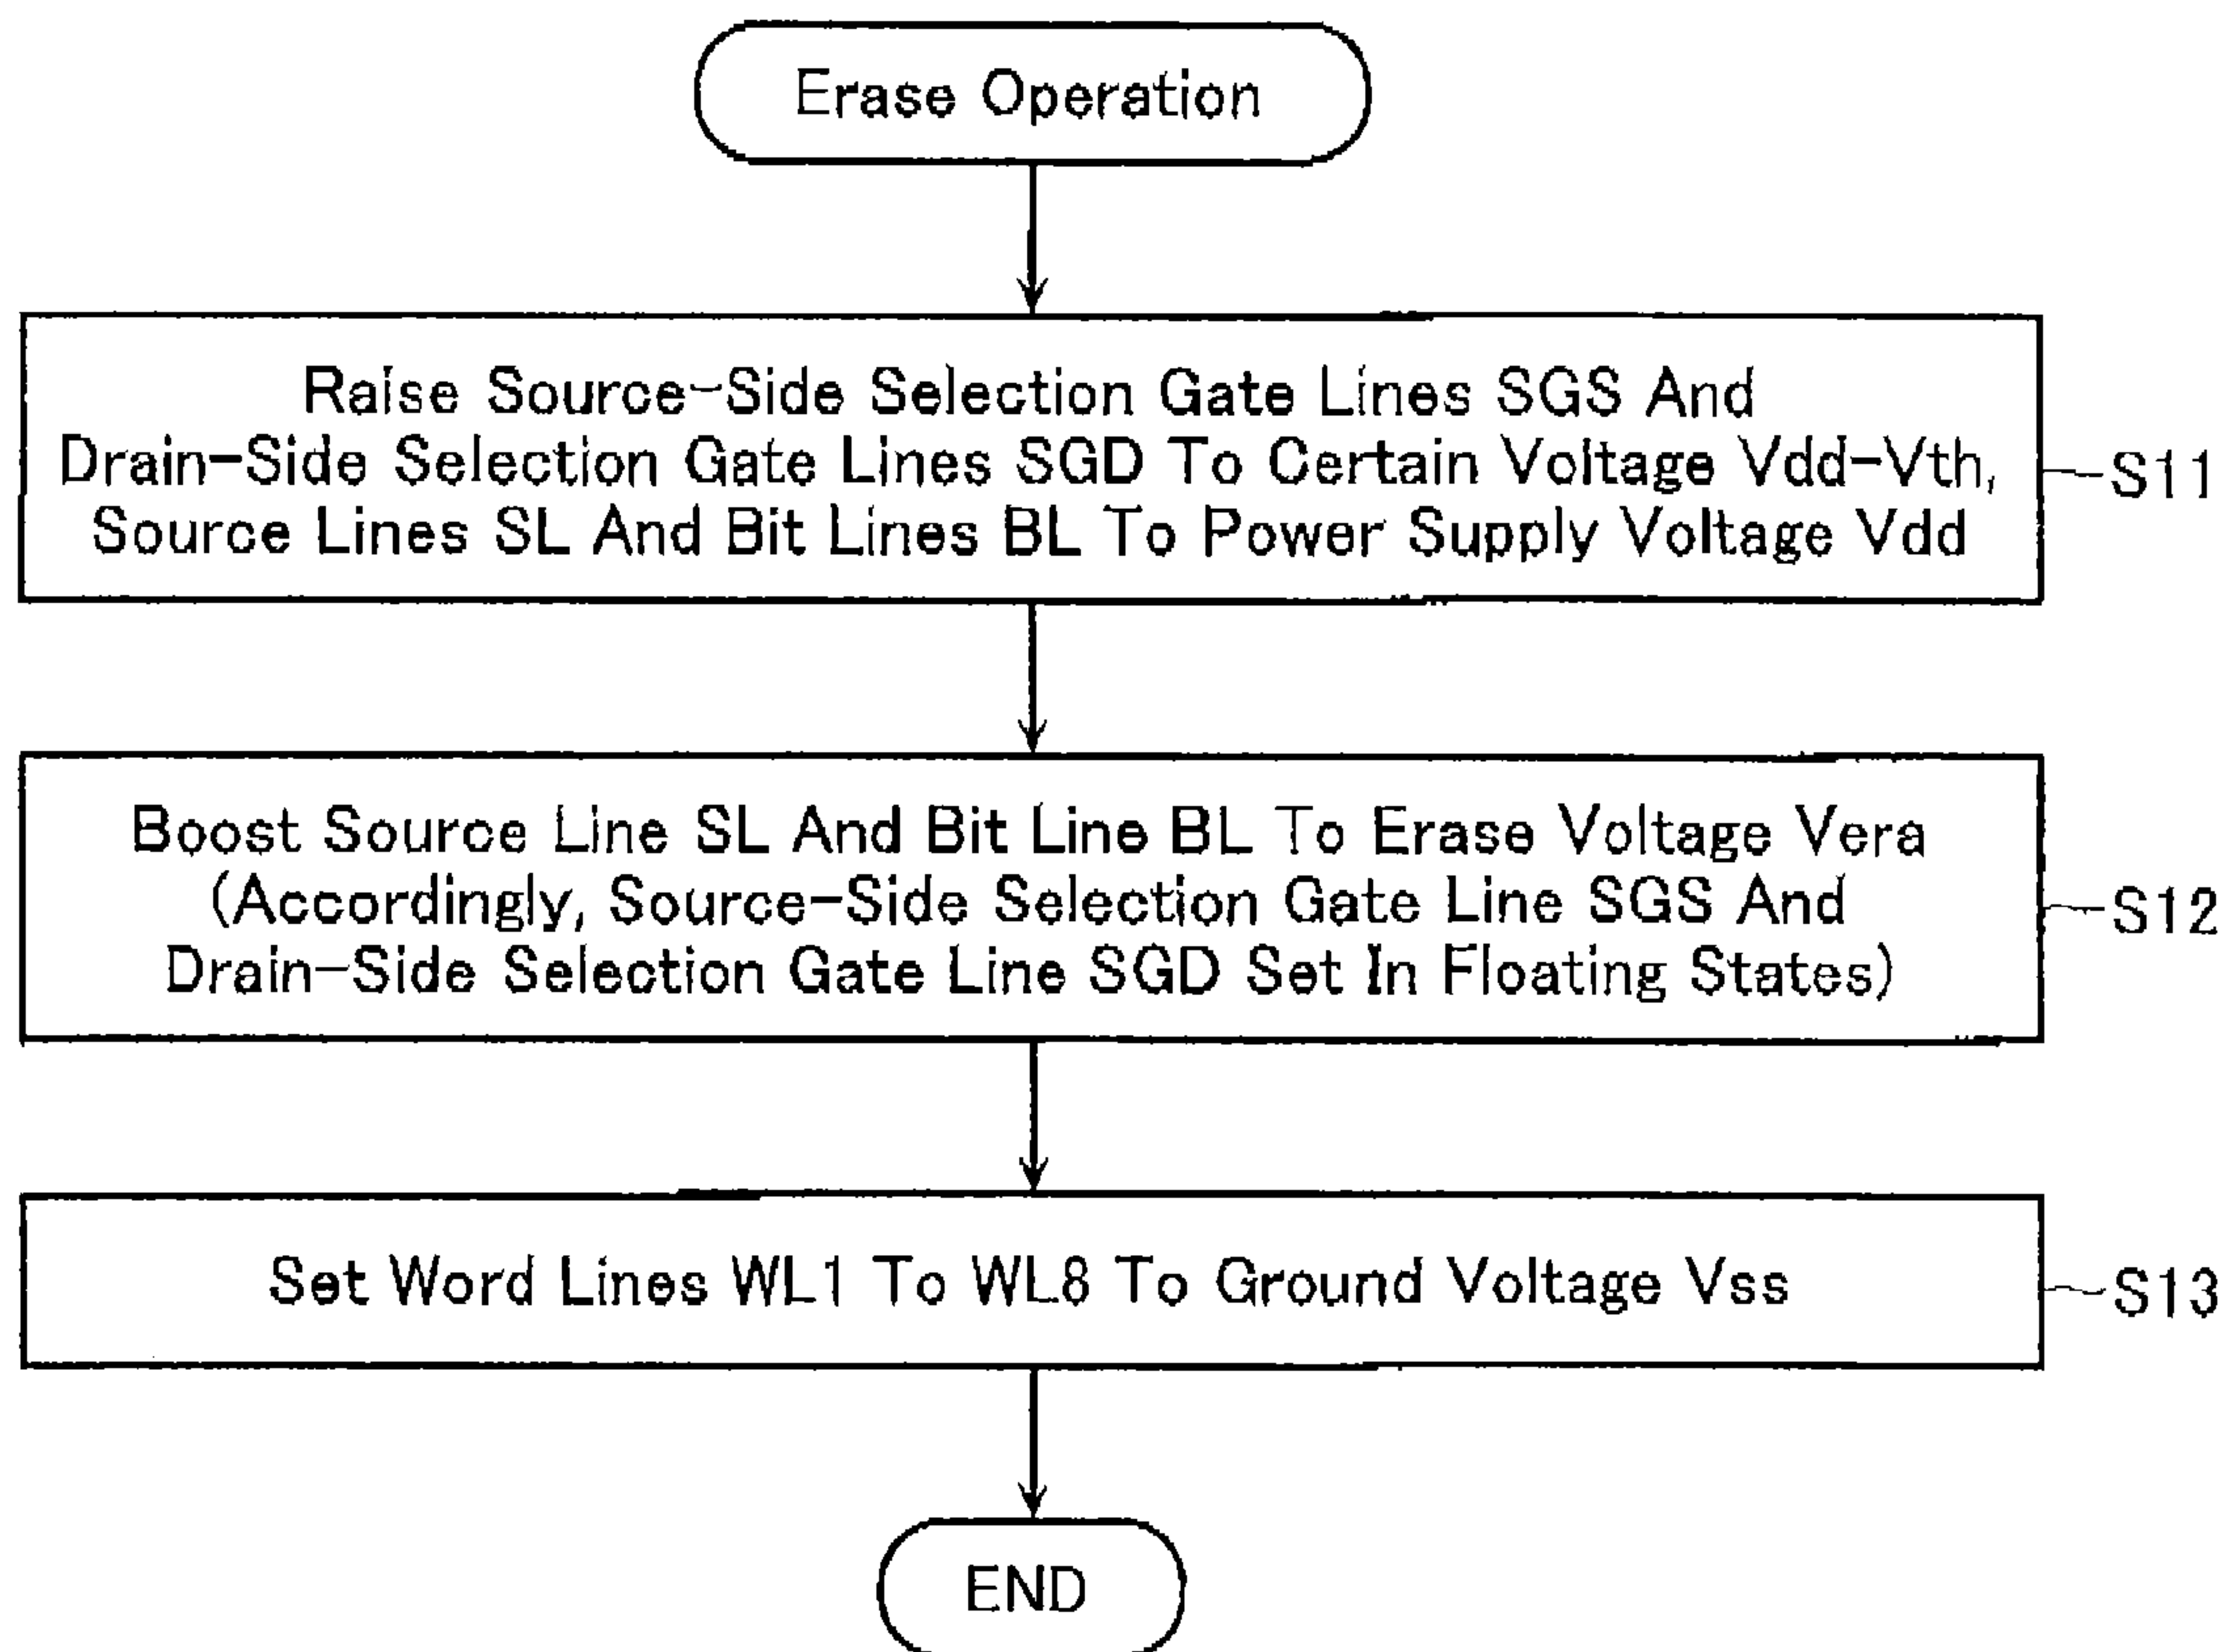 Erase Operation
Raise Source-Side Selection Gate Lines SGS And
Drain-Side Selection Gate Lines SGD To Certain Voltage Vdd-Vth,
Source Lines SL And Bit Lines BL To Power Supply Voltage Vdd
S11
Boost Source Line SL And Bit Line BL To Erase Voltage Vera
(Accordingly, Source-Side Selection Gate Line SGS And
Drain-Side Selection Gate Line SGD Set In Floating States)
S12
Set Word Lines WL1 To WL8 To Ground Voltage Vss
S13
END